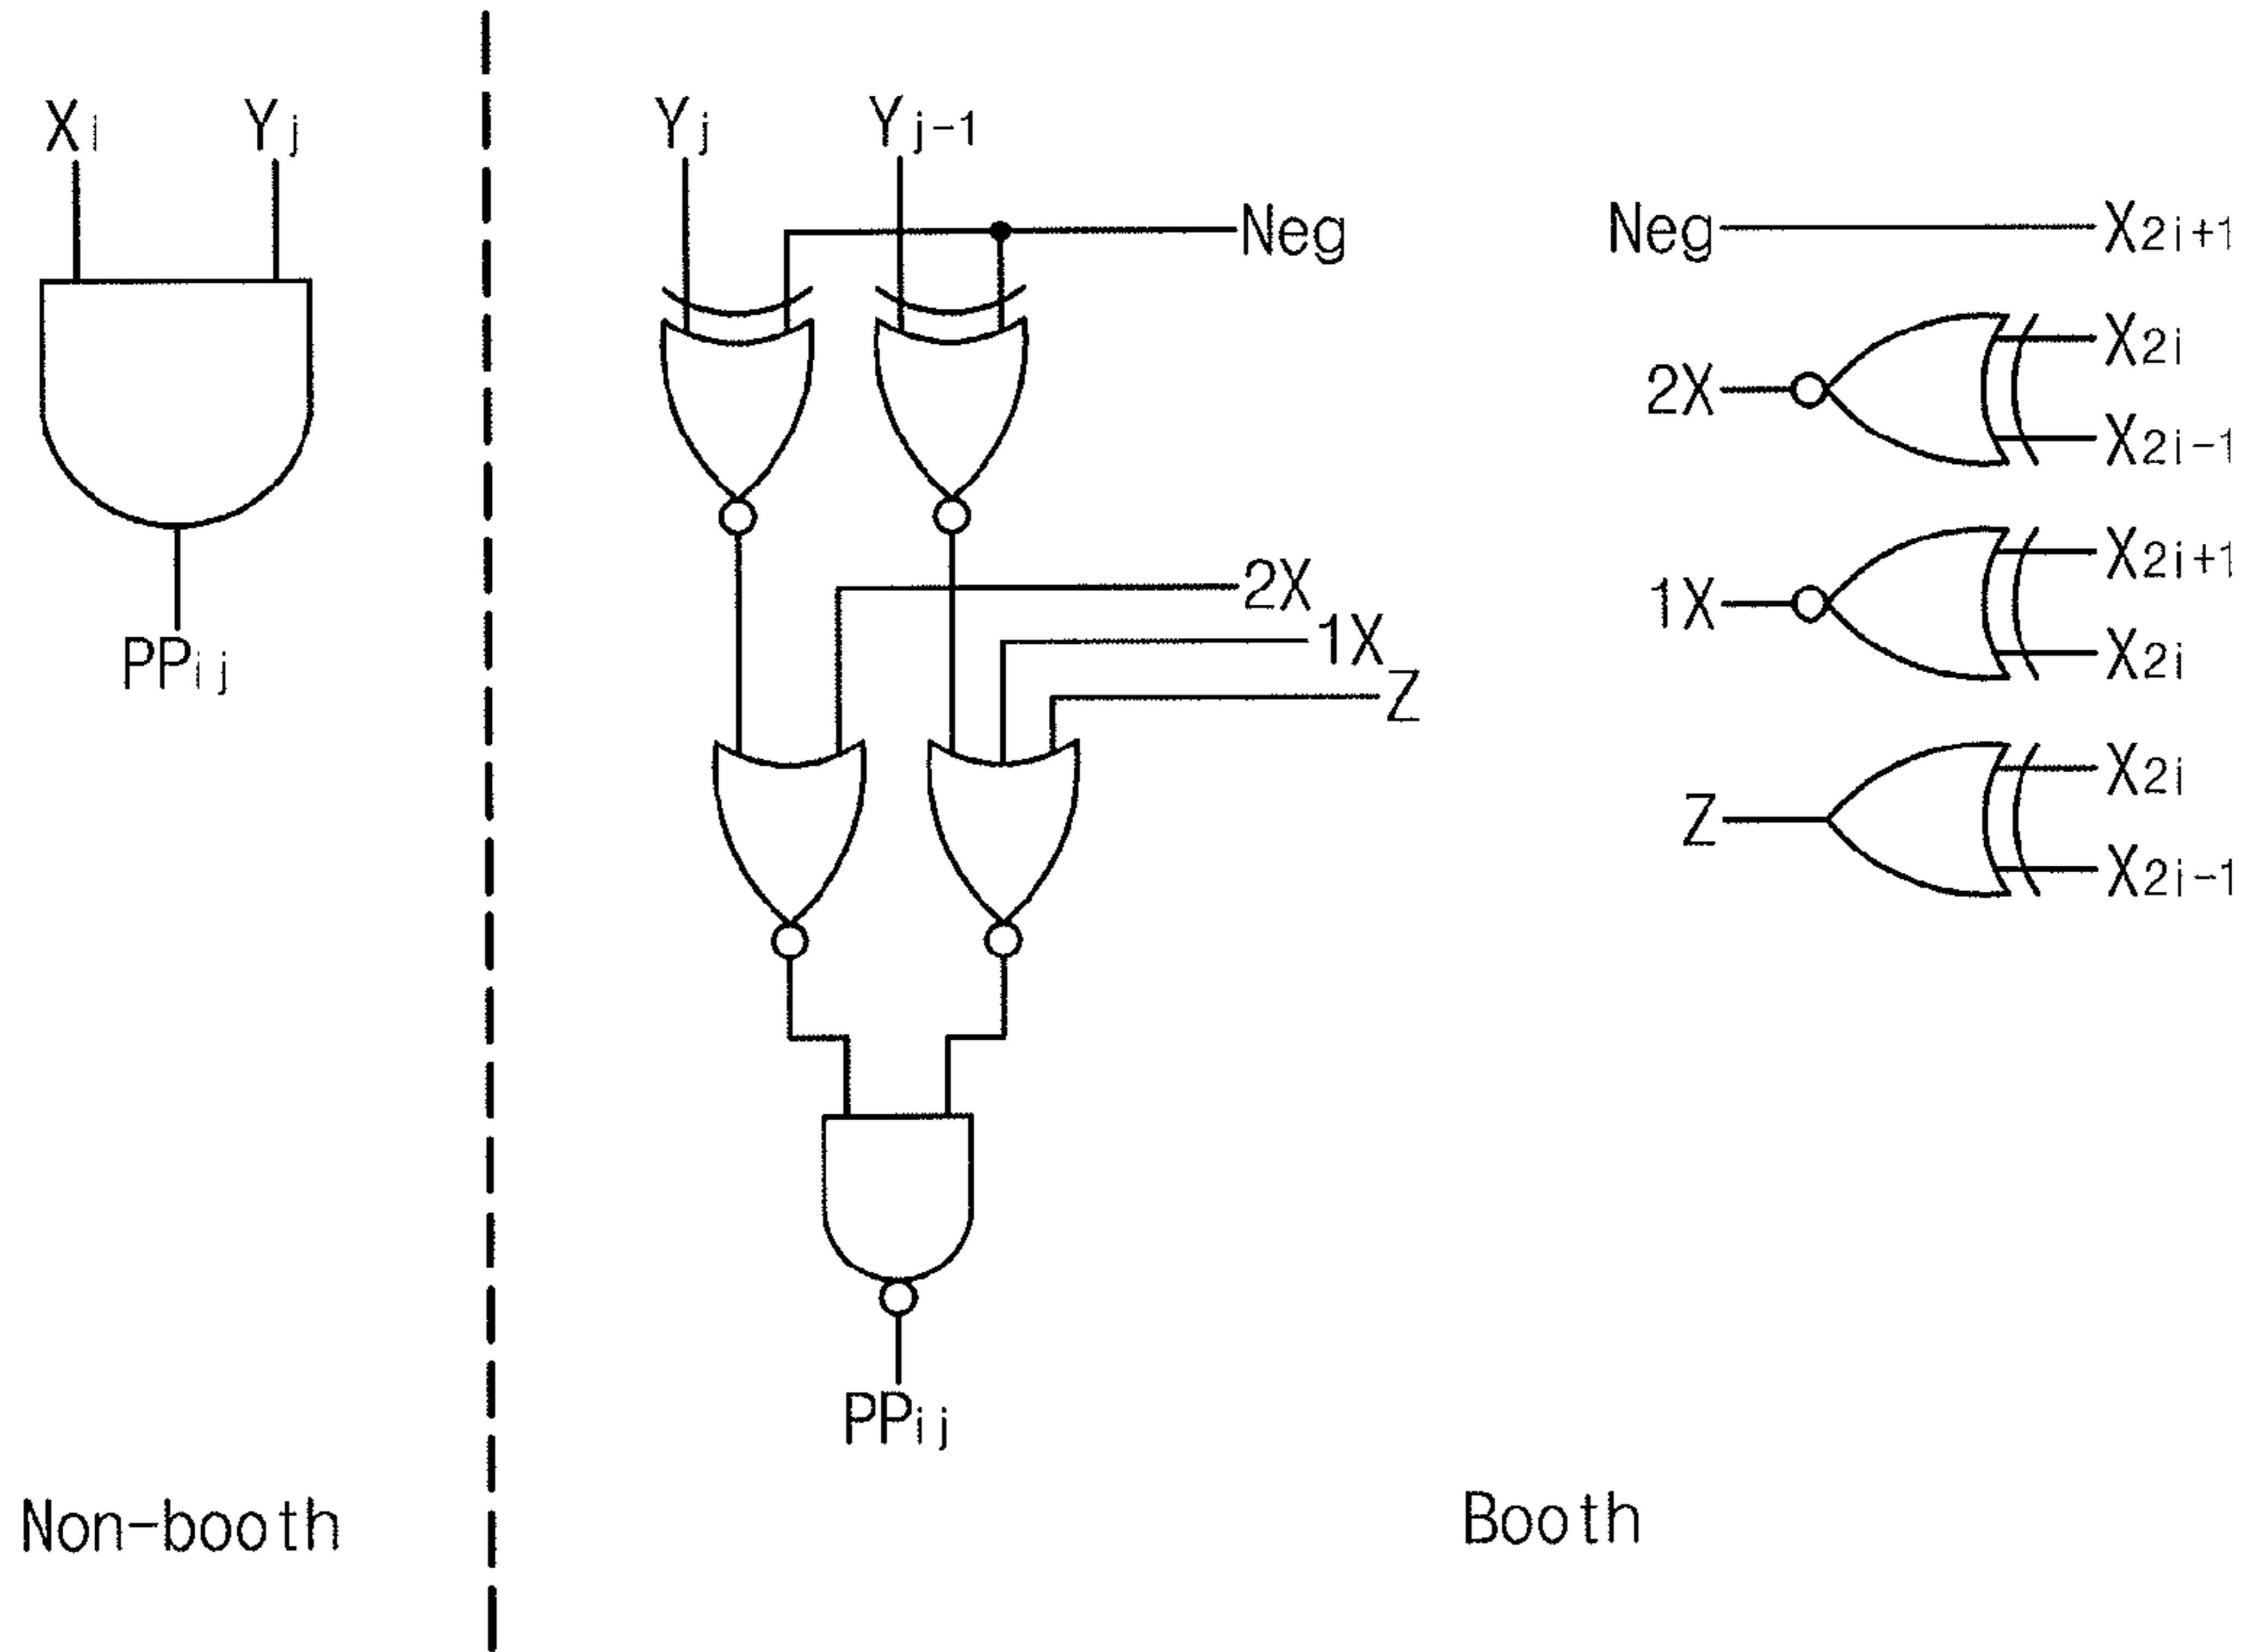 Xi Yj
PPij
Non-booth
Yj Yj-1
Neg
2X
1X
Z
PPij
Neg X2i+1
X2i
2X
X2i-1
X2i+1
1X
X2i
X2i
Z
X2i-1
Booth